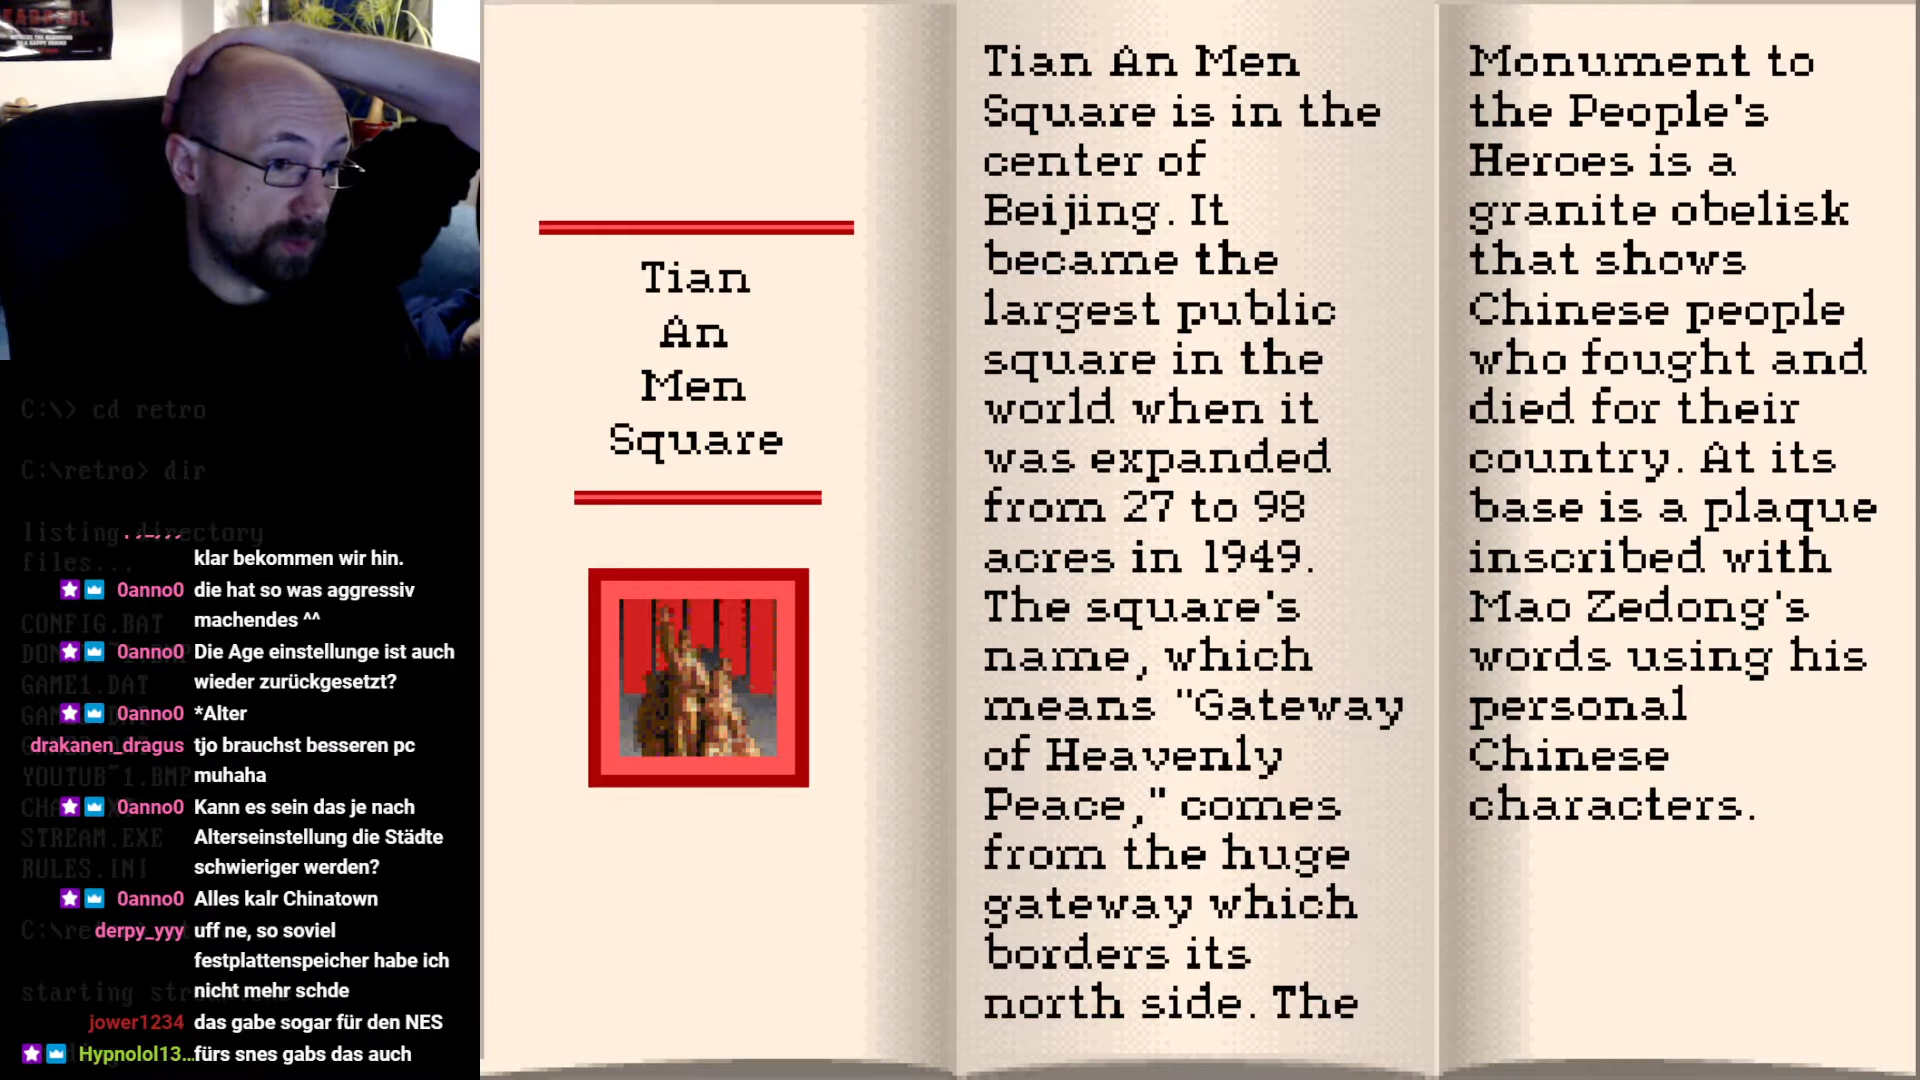 C:\> cd retro
C:\retro> dir
listing directory
files...
klar bekommen wir hin.
0anno0 die hat so was aggressiv
machendes ^^
CONFIG.BAT
0anno0 Die Age einstellunge ist auch
wieder zurückgesetzt?
GAME1.DAT
0anno0 *Alter
drakanen_dragus tjo brauchst besseren pc
muhaha
YOUTUB~1.BMP
0anno0 Kann es sein das je nach
Alterseinstellung die Städte
schwieriger werden?
STREAM.EXE
RULES.INI
0anno0 Alles kalr Chinatown
derpy_yyy uff ne, so soviel
festplattenspeicher habe ich
nicht mehr schde
jower1234 das gabe sogar für den NES
Hypnolol13... fürs snes gabs das auch
Tian
An
Men
Square
Tian An Men
Square is in the
center of
Beijing. It
became the
largest public
square in the
world when it
was expanded
from 27 to 98
acres in 1949.
The square's
name, which
means "Gateway
of Heavenly
Peace," comes
from the huge
gateway which
borders its
north side. The
Monument to
the People's
Heroes is a
granite obelisk
that shows
Chinese people
who fought and
died for their
country. At its
base is a plaque
inscribed with
Mao Zedong's
words using his
personal
Chinese
characters.